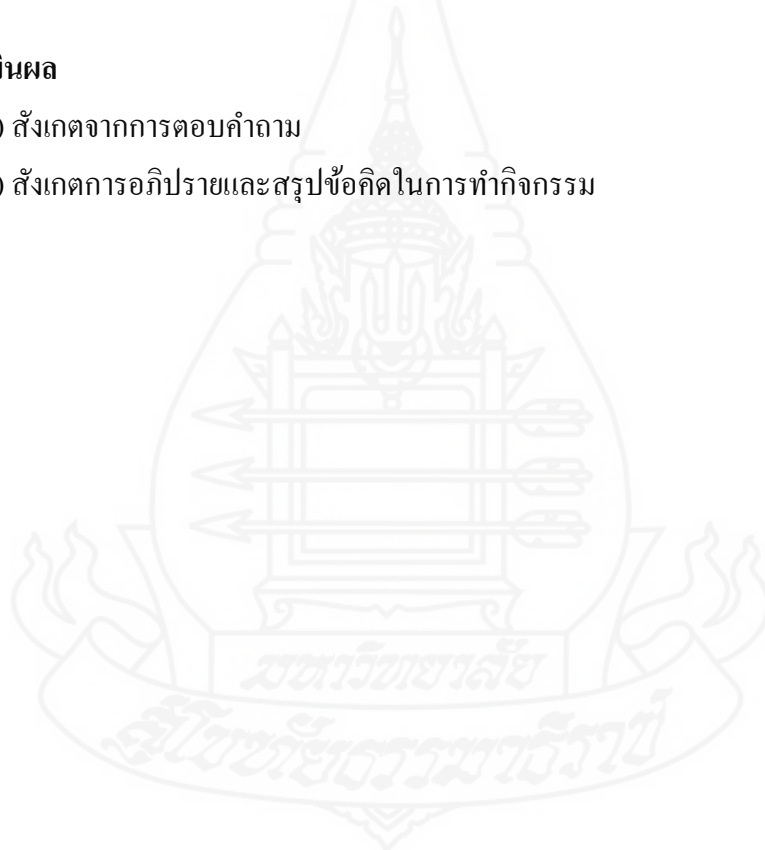 ินผล
) สังเกตจากการตอบคำถาม
) สังเกตการอภิปรายและสรุปข้อคิดในการทำกิจกรรม
มหาวิทยาลัย
สุโขทัยธรรมาธิราช